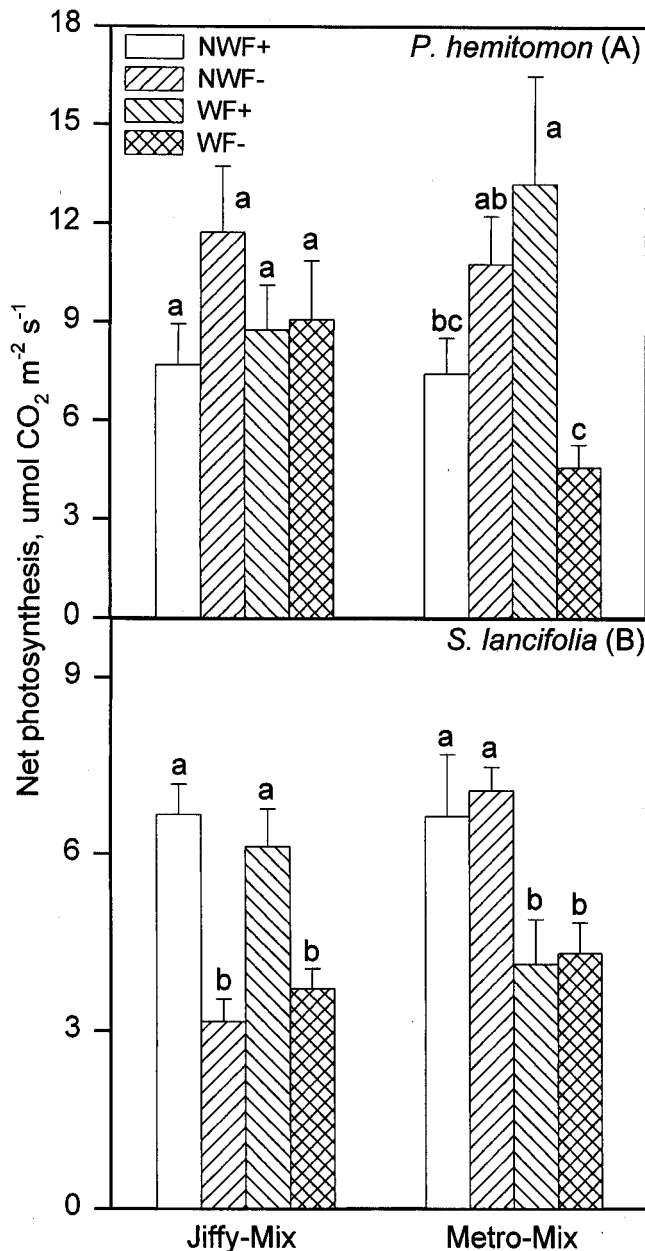 Net photosynthesis, umol CO₂ m⁻² s⁻¹
18
15
12
9
6
3
0
P. hemitomon (A)
NWF+
NWF-
WF+
WF-
a
a
a
a
bc
ab
a
c
S. lancifolia (B)
9
6
3
0
a
b
a
b
a
a
b
b
Jiffy-Mix
Metro-Mix